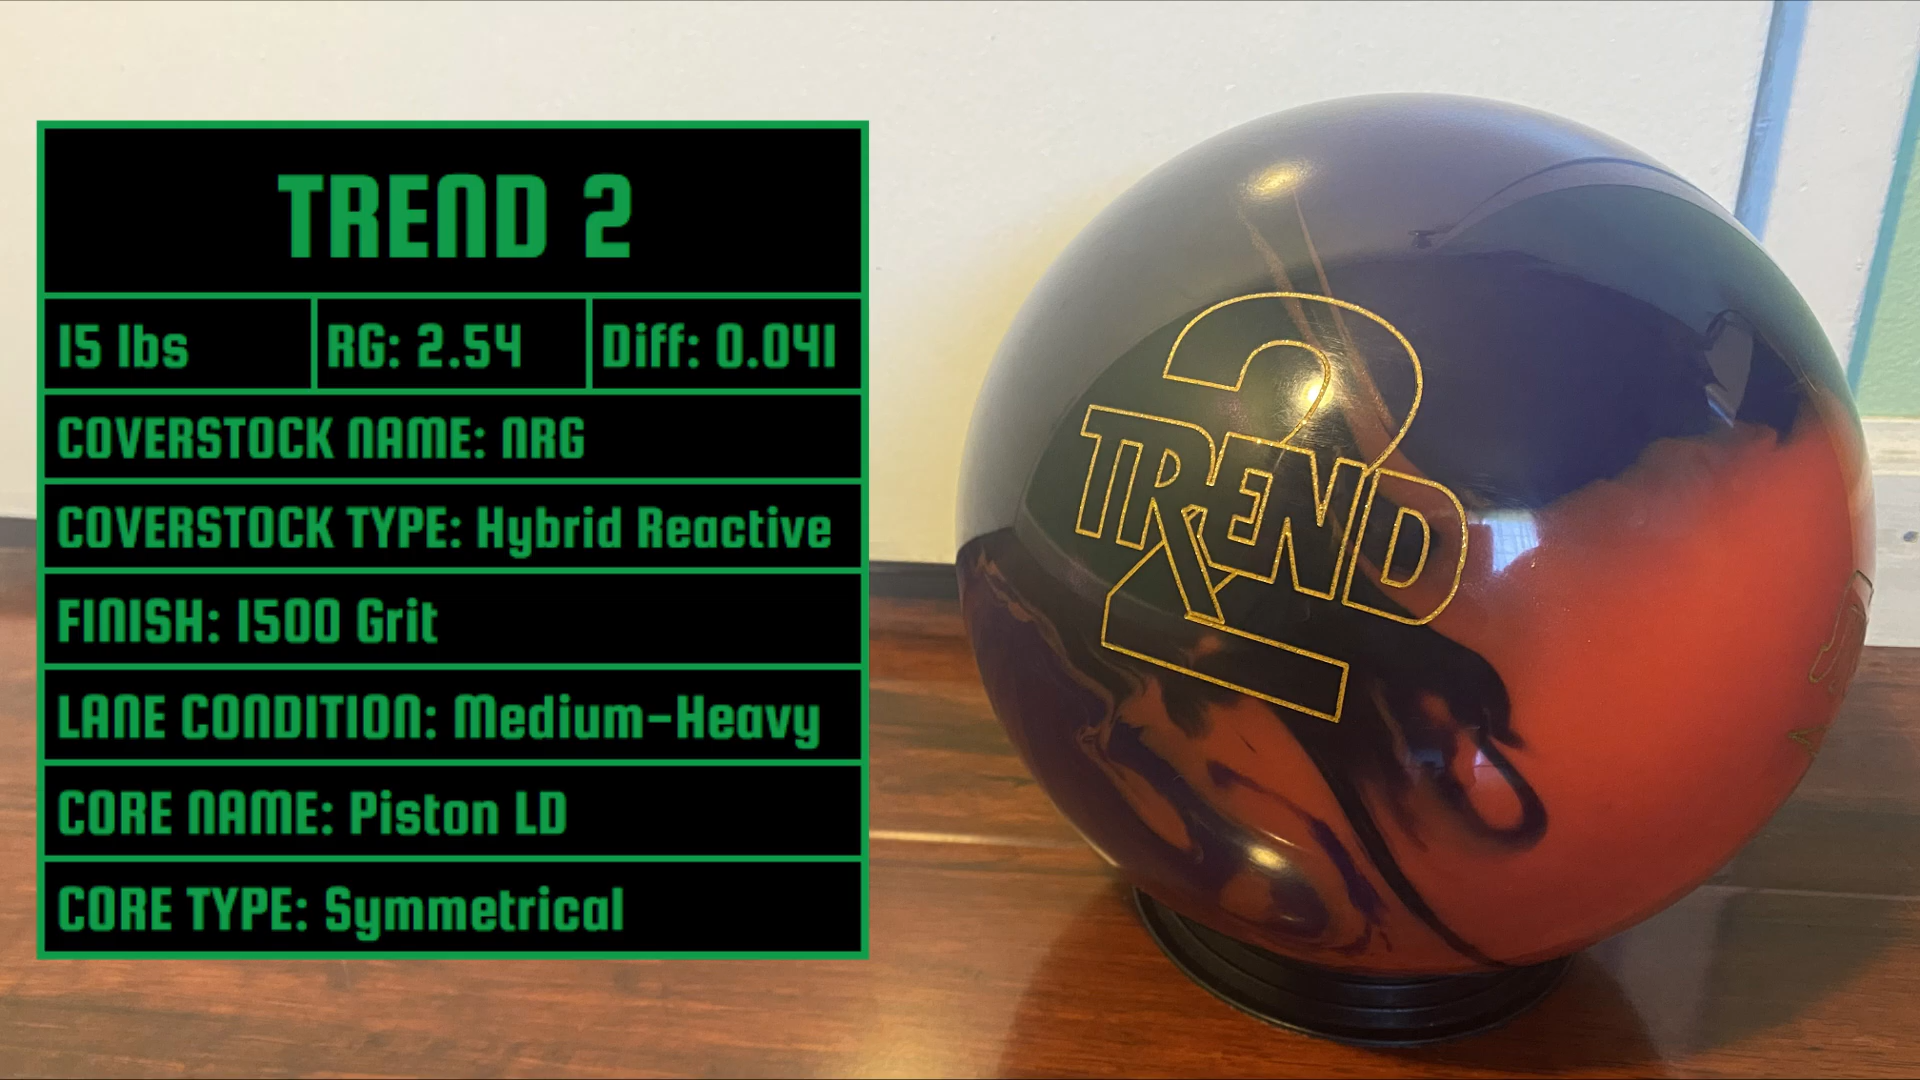 TREND 2
15 lbs
RG: 2.54
Diff: 0.041
COVERSTOCK NAME: NRG
COVERSTOCK TYPE: Hybrid Reactive
FINISH: 1500 Grit
LANE CONDITION: Medium-Heavy
CORE NAME: Piston LD
CORE TYPE: Symmetrical
2
TREND